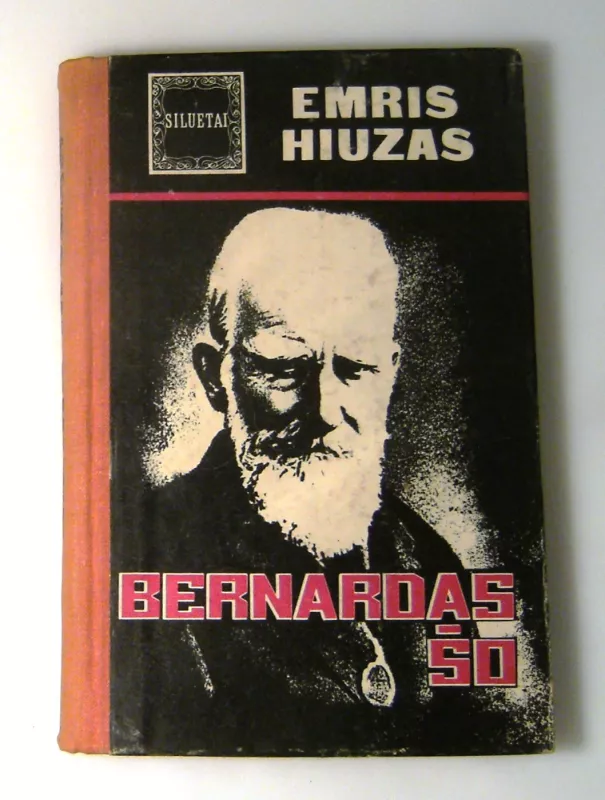 SILUETAI
EMRIS
HIUZAS
BERNARDAS
ŠO